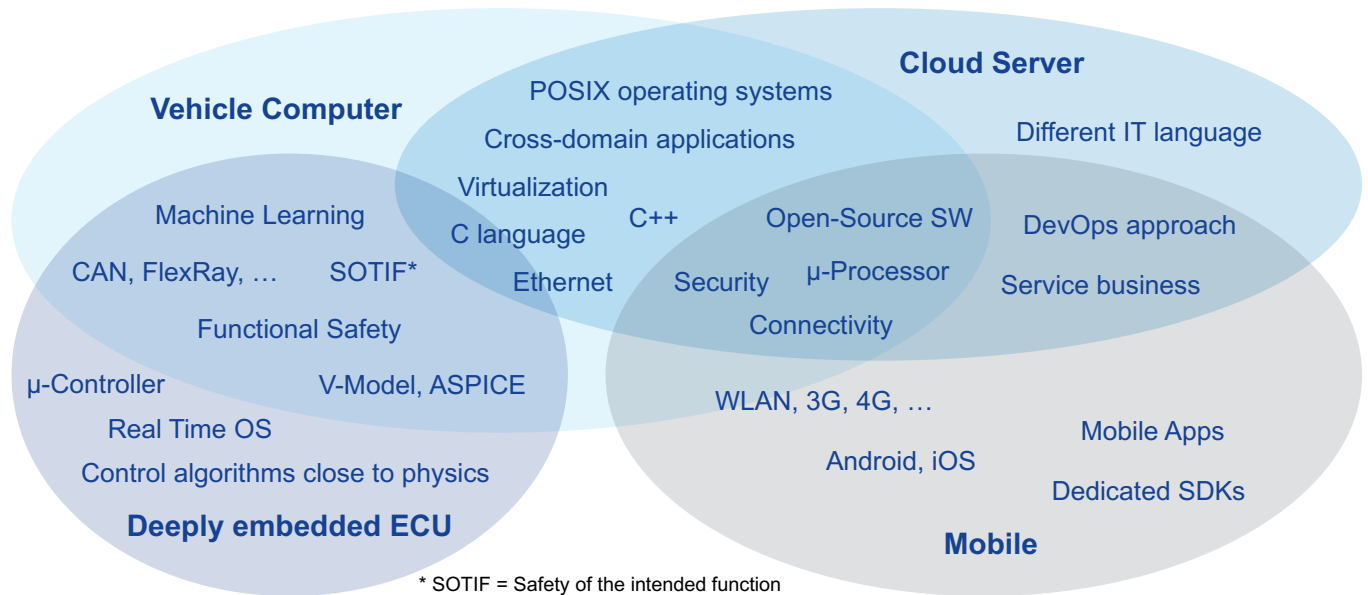 Cloud Server
Vehicle Computer
POSIX operating systems
Cross-domain applications
Different IT language
Virtualization
Machine Learning
C++
Open-Source SW
DevOps approach
C language
CAN, FlexRay, …
SOTIF*
Ethernet
Security
µ-Processor
Service business
Functional Safety
Connectivity
µ-Controller
V-Model, ASPICE
WLAN, 3G, 4G, …
Real Time OS
Mobile Apps
Android, iOS
Control algorithms close to physics
Dedicated SDKs
Deeply embedded ECU
Mobile
* SOTIF = Safety of the intended function